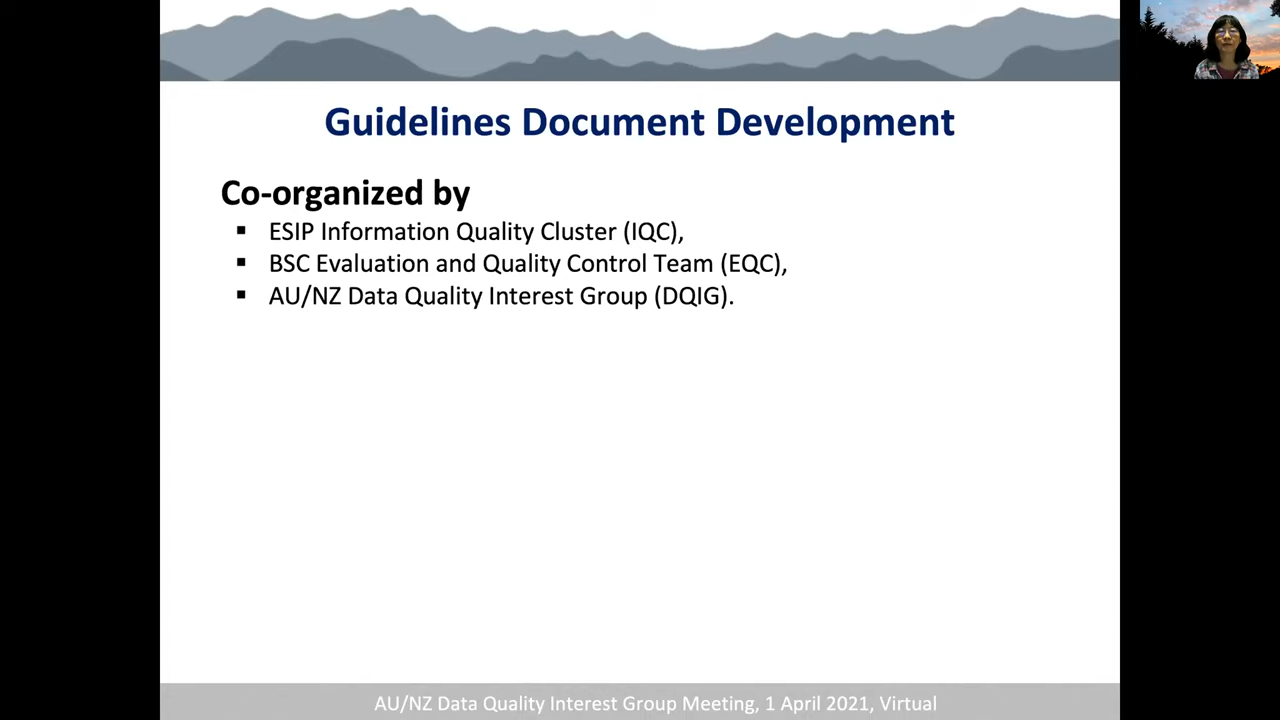 Guidelines Document Development
Co-organized by
▪ ESIP Information Quality Cluster (IQC),
▪ BSC Evaluation and Quality Control Team (EQC),
▪ AU/NZ Data Quality Interest Group (DQIG).
AU/NZ Data Quality Interest Group Meeting, 1 April 2021, Virtual